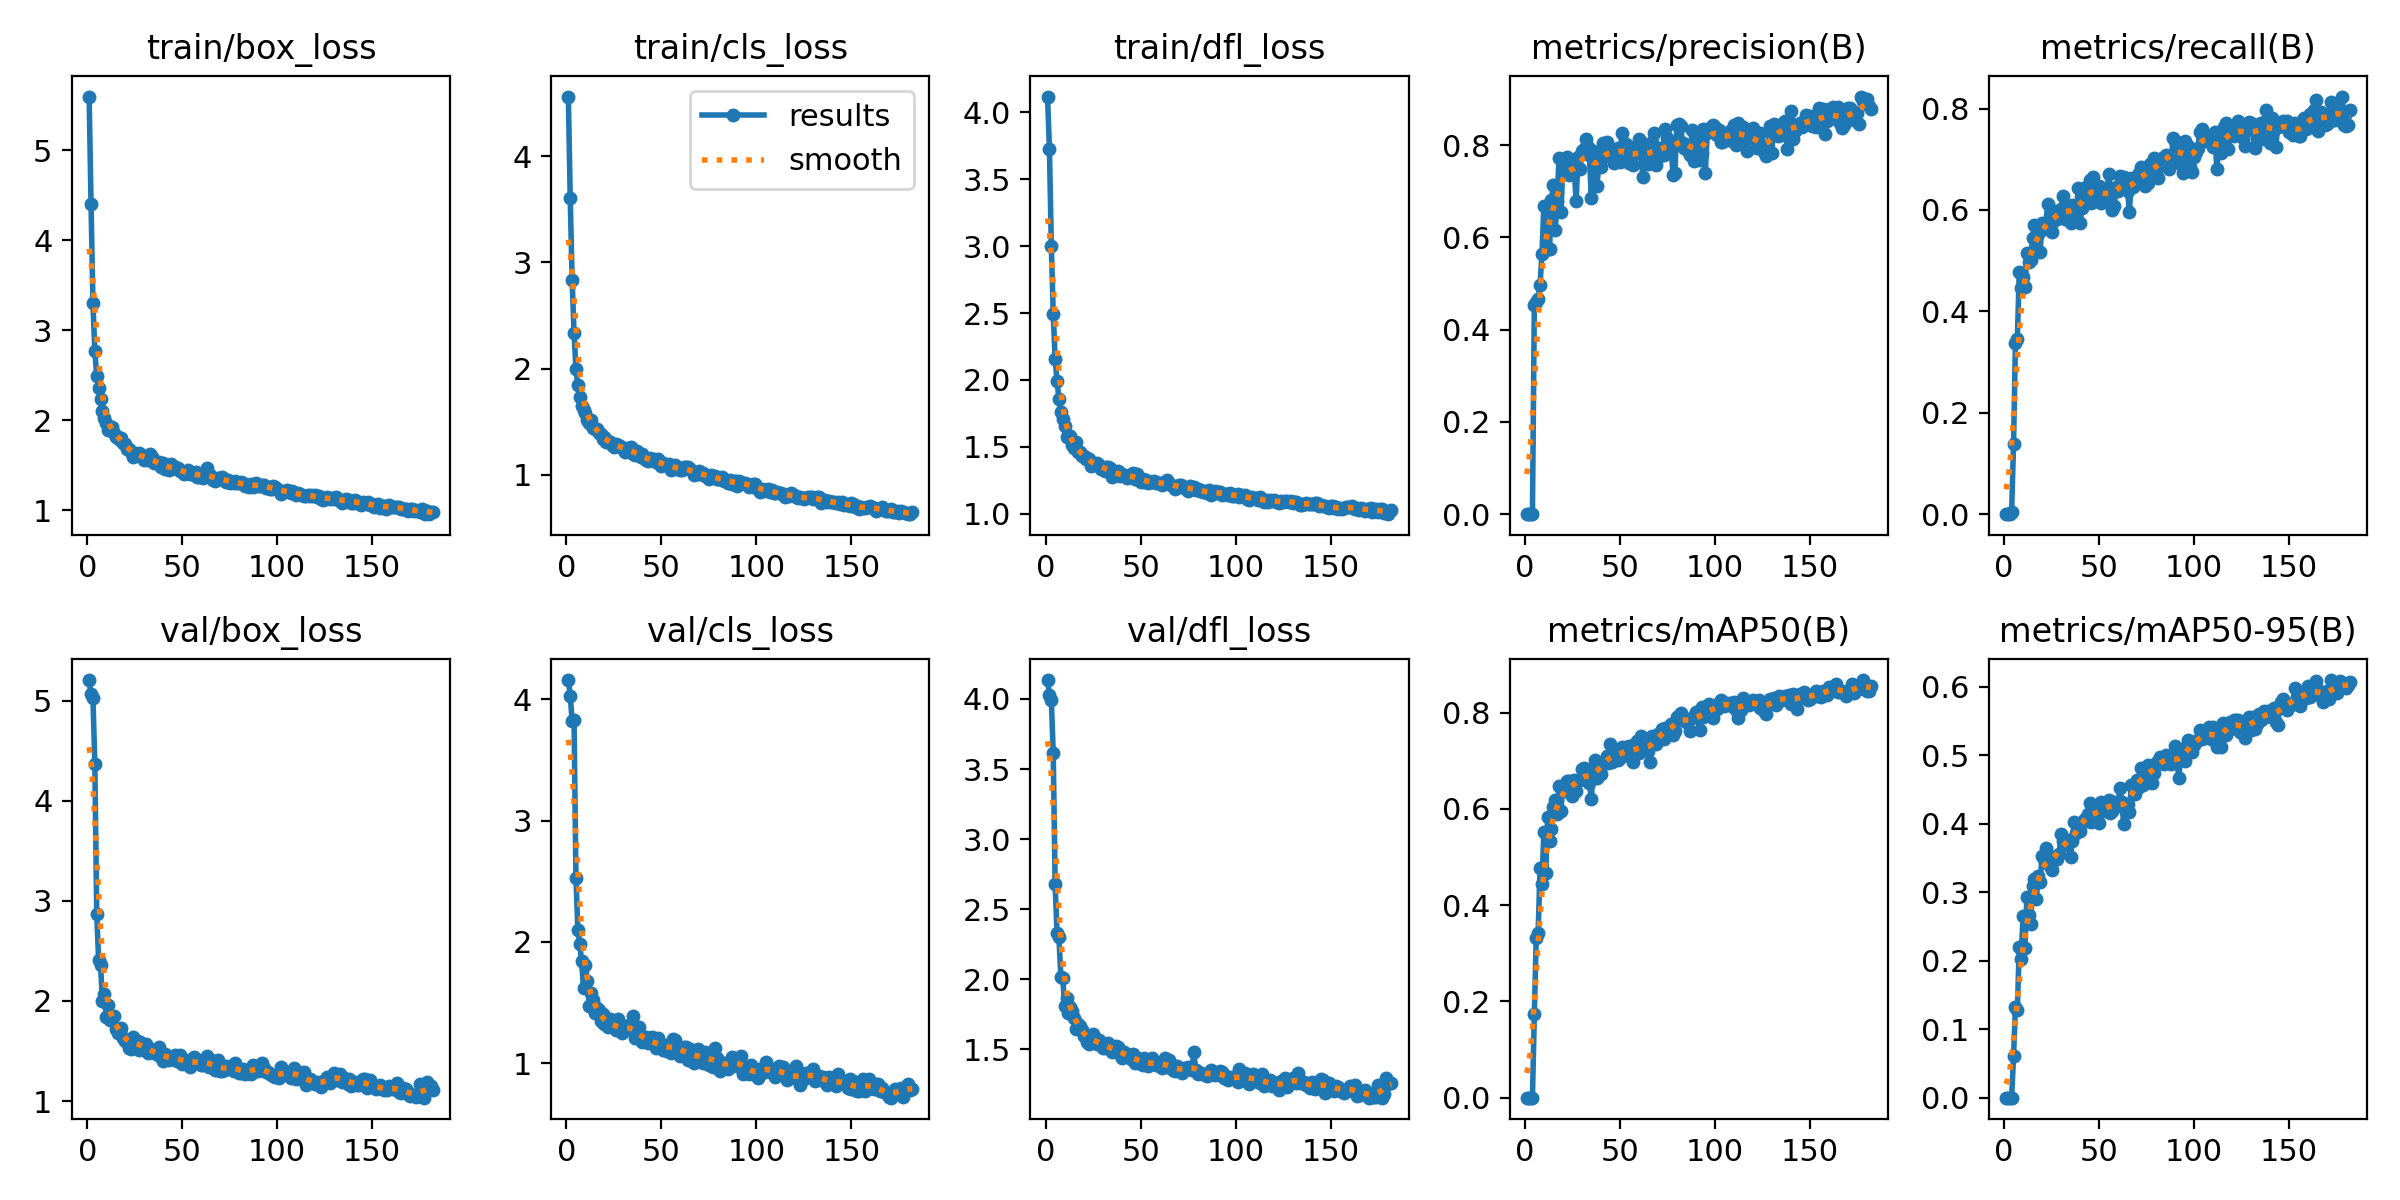 train/box_loss
5
4
3
2
1
0 50 100 150
train/cls_loss
results
smooth
4
3
2
1
0 50 100 150
train/dfl_loss
4.0
3.5
3.0
2.5
2.0
1.5
1.0
0 50 100 150
metrics/precision(B)
0.8
0.6
0.4
0.2
0.0
0 50 100 150
metrics/recall(B)
0.8
0.6
0.4
0.2
0.0
0 50 100 150
val/box_loss
5
4
3
2
1
0 50 100 150
val/cls_loss
4
3
2
1
0 50 100 150
val/dfl_loss
4.0
3.5
3.0
2.5
2.0
1.5
0 50 100 150
metrics/mAP50(B)
0.8
0.6
0.4
0.2
0.0
0 50 100 150
metrics/mAP50-95(B)
0.6
0.5
0.4
0.3
0.2
0.1
0.0
0 50 100 150